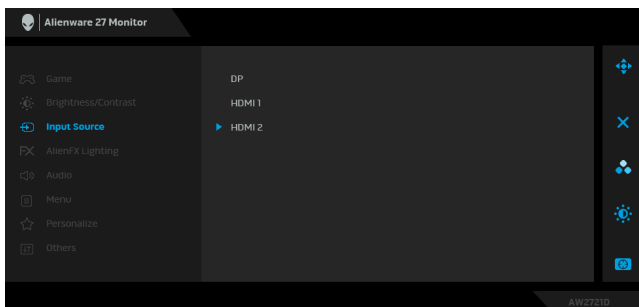 Alienware 27 Monitor
Game
Brightness/Contrast
Input Source
AlienFX Lighting
Audio
Menu
Personalize
Others
DP
HDMI 1
HDMI 2
AW2721D